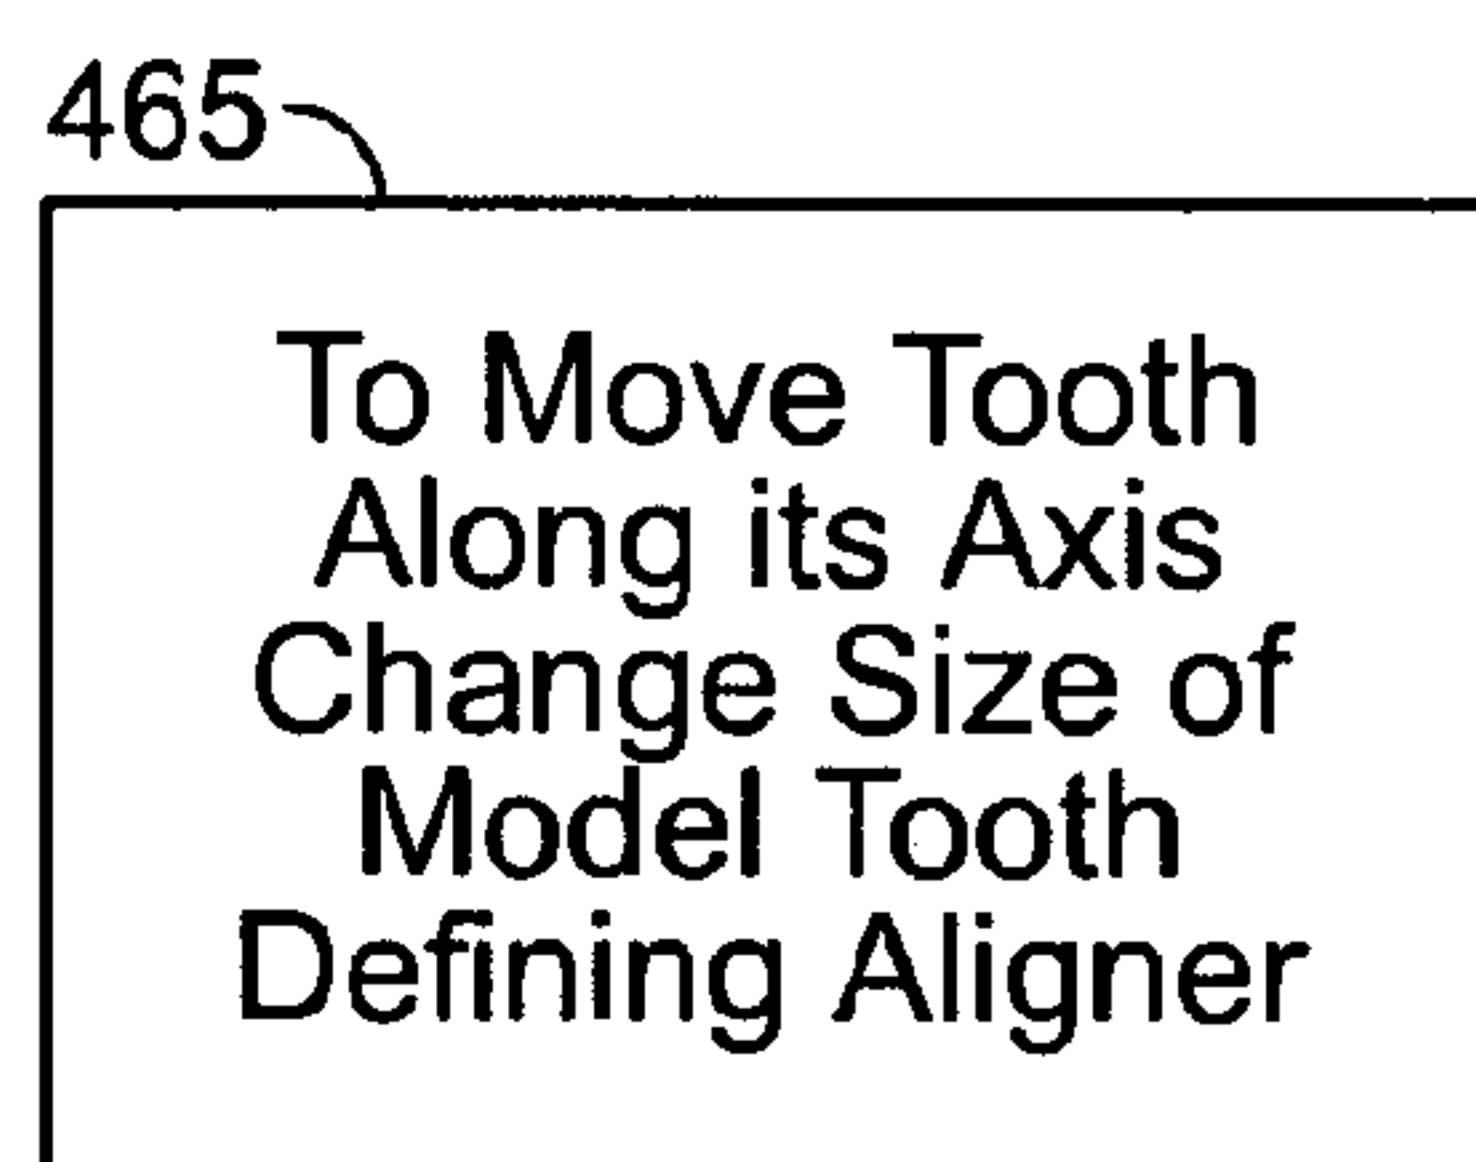 465
To Move Tooth
Along its Axis
Change Size of
Model Tooth
Defining Aligner